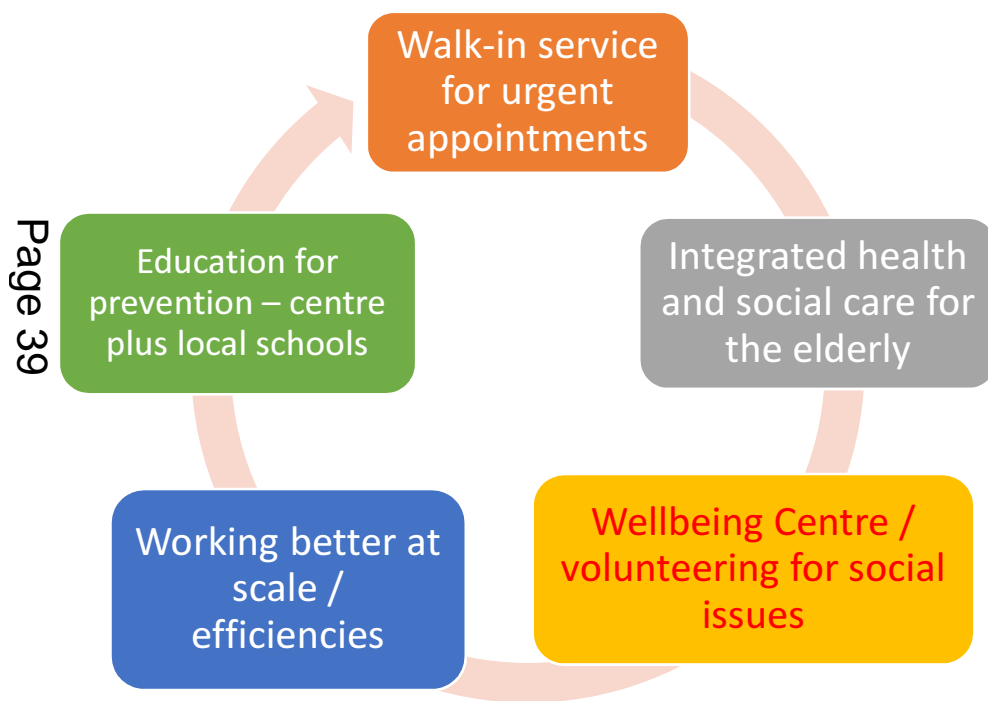 Walk-in service
for urgent
appointments
Integrated health
and social care for
the elderly
Wellbeing Centre /
volunteering for social
issues
Working better at
scale /
efficiencies
Education for
prevention – centre
plus local schools
Page 39